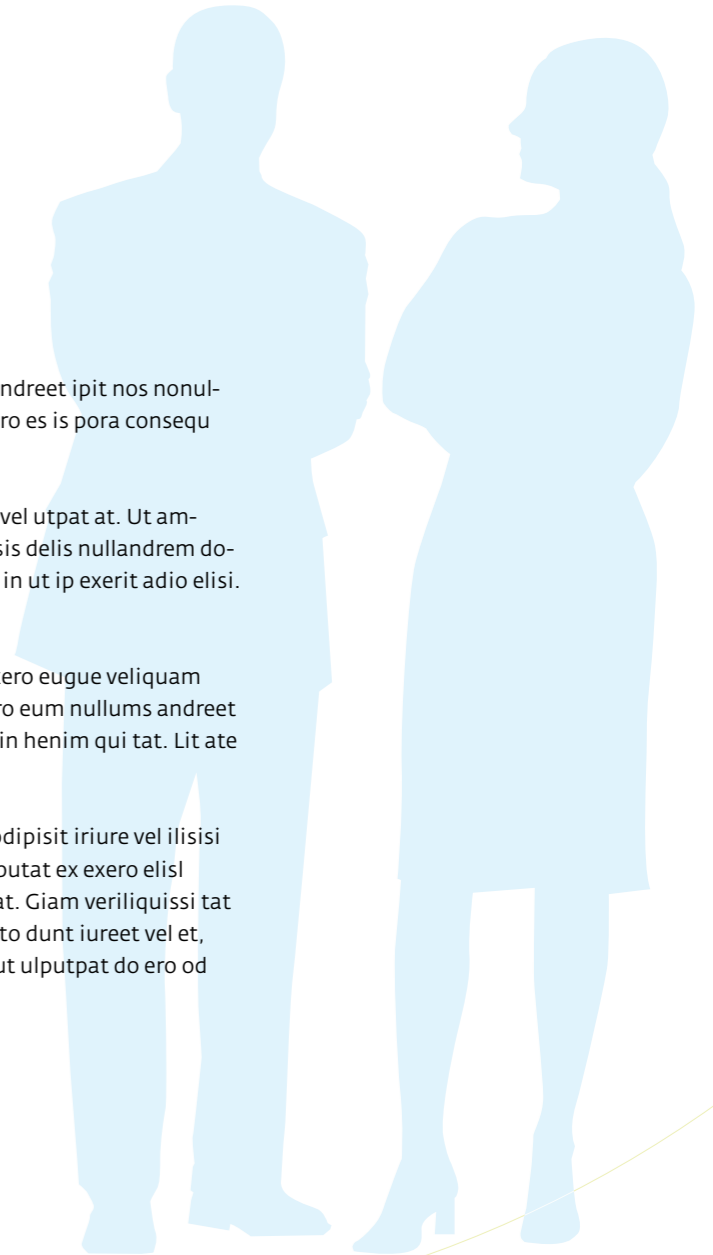 ndreet ipit nos nonul-
ro es is pora consequ
vel utpat at. Ut am-
sis delis nullandrem do-
in ut ip exerit adio elisi.
ero eugue veliquam
ro eum nullums andreet
in henim qui tat. Lit ate
dipisit iriure vel ilisisi
putat ex exero elisl
at. Giam veriliquissi tat
to dunt iureet vel et,
ut ulputpat do ero od